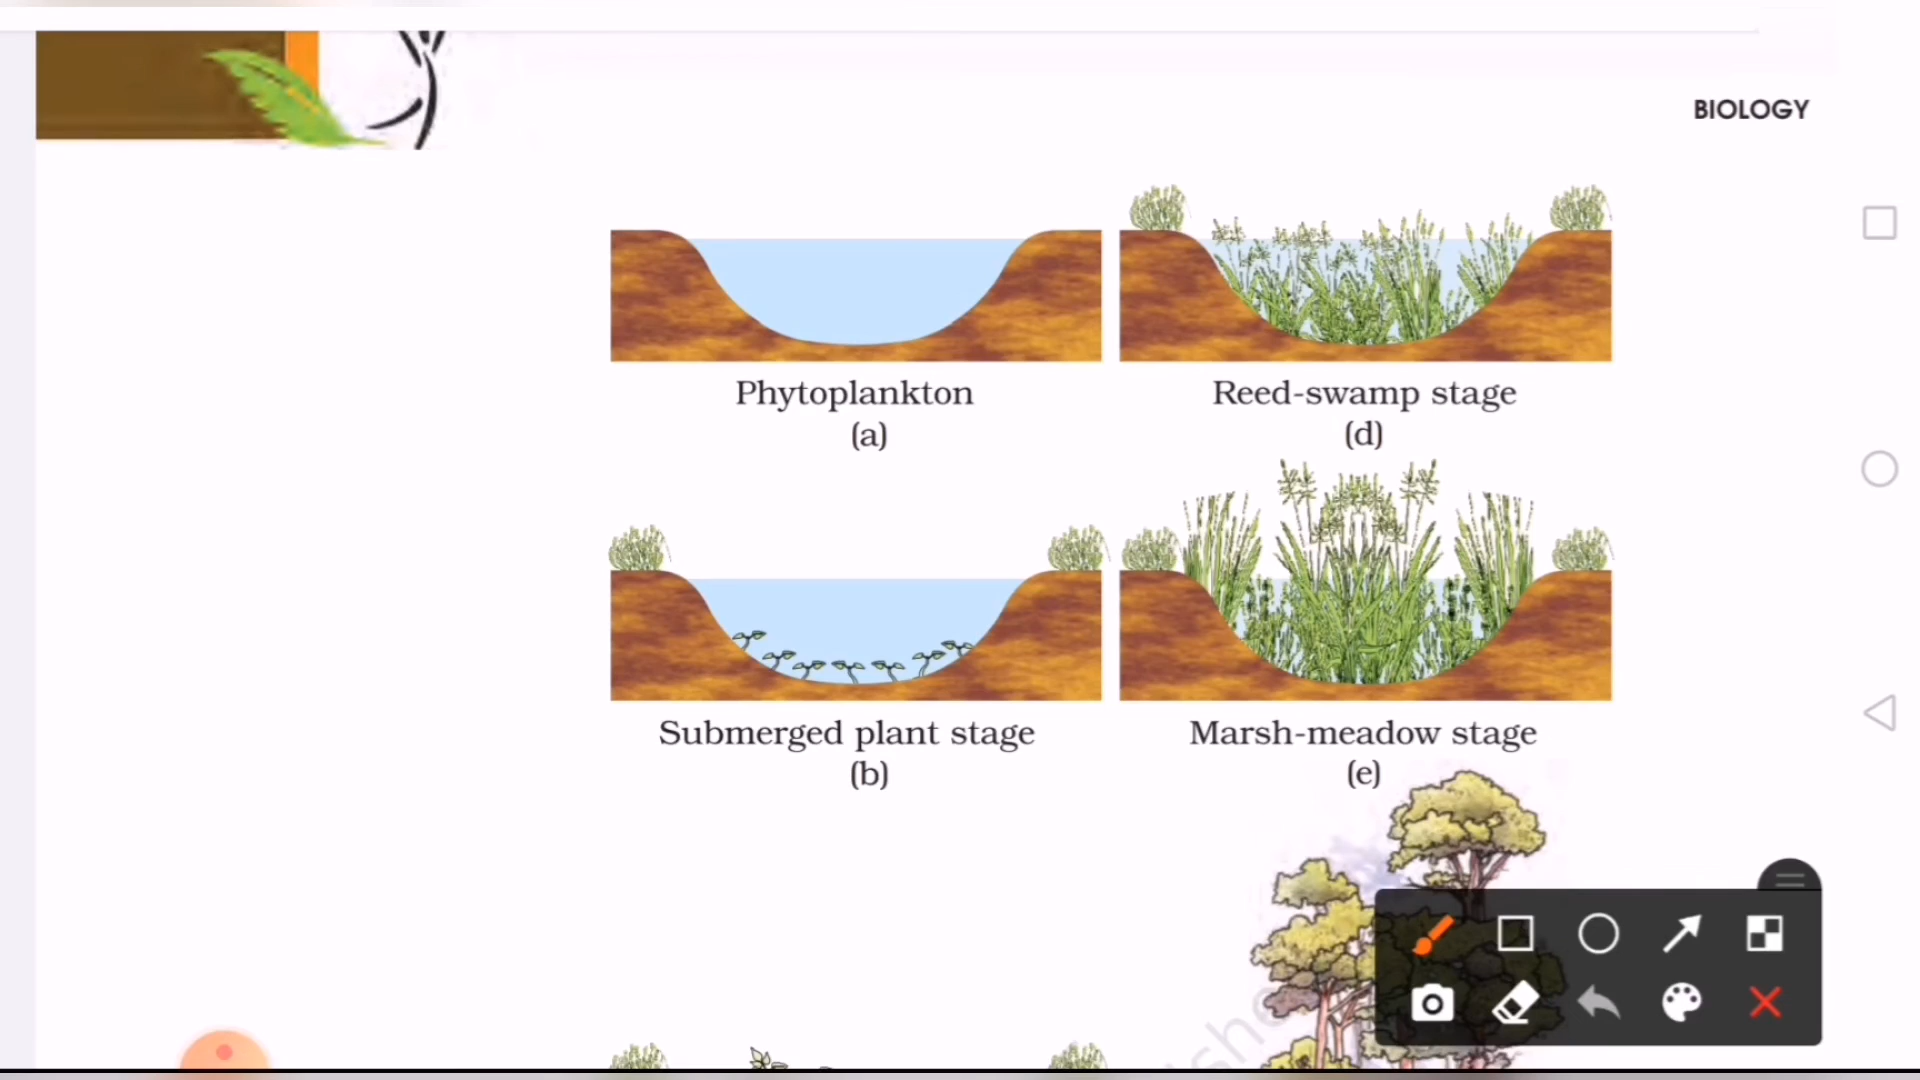 BIOLOGY
Phytoplankton
(a)
Reed-swamp stage
(d)
Submerged plant stage
(b)
Marsh-meadow stage
(e)